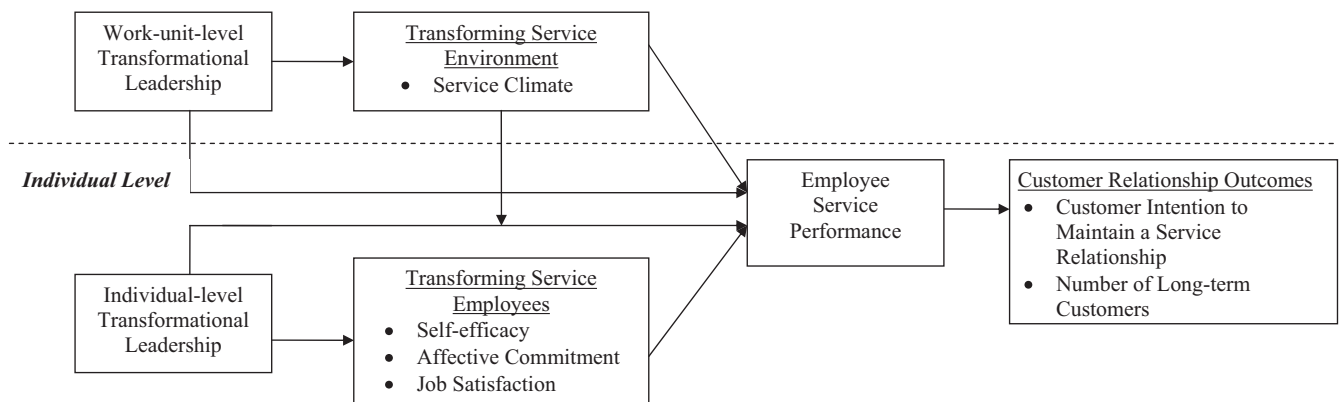 Work-unit-level
Transformational
Leadership
Transforming Service
Environment
• Service Climate
Individual Level
Employee
Service
Performance
Customer Relationship Outcomes
• Customer Intention to
Maintain a Service
Relationship
• Number of Long-term
Customers
Individual-level
Transformational
Leadership
Transforming Service
Employees
• Self-efficacy
• Affective Commitment
• Job Satisfaction